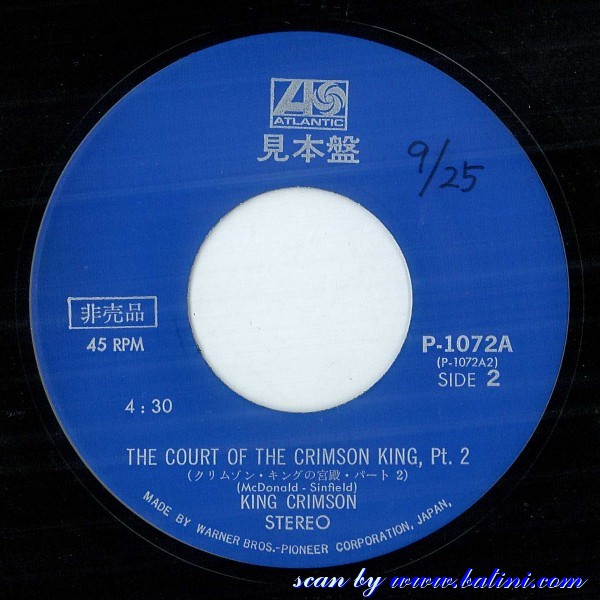 ATLANTIC
見本盤
9/25
非売品
45 RPM
P-1072A
(P-1072A2)
SIDE 2
4:30
THE COURT OF THE CRIMSON KING, Pt. 2
(クリムゾン・キングの宮殿・パート 2)
(McDonald - Sinfield)
KING CRIMSON
STEREO
MADE BY WARNER BROS.-PIONEER CORPORATION, JAPAN,
scan by www.batini.com